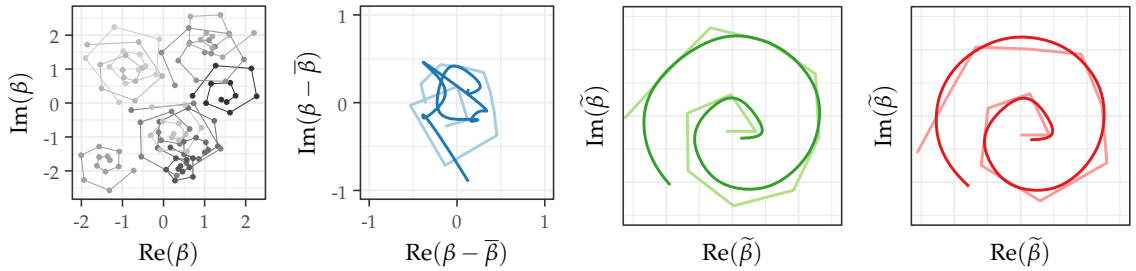 2
1
0
-1
-2
-2 -1 0 1 2
Re(β)
Im(β)
1
0
-1
-1 0 1
Re(β − β̅)
Im(β − β̅)
Re(β̃)
Im(β̃)
Re(β̃)
Im(β̃)